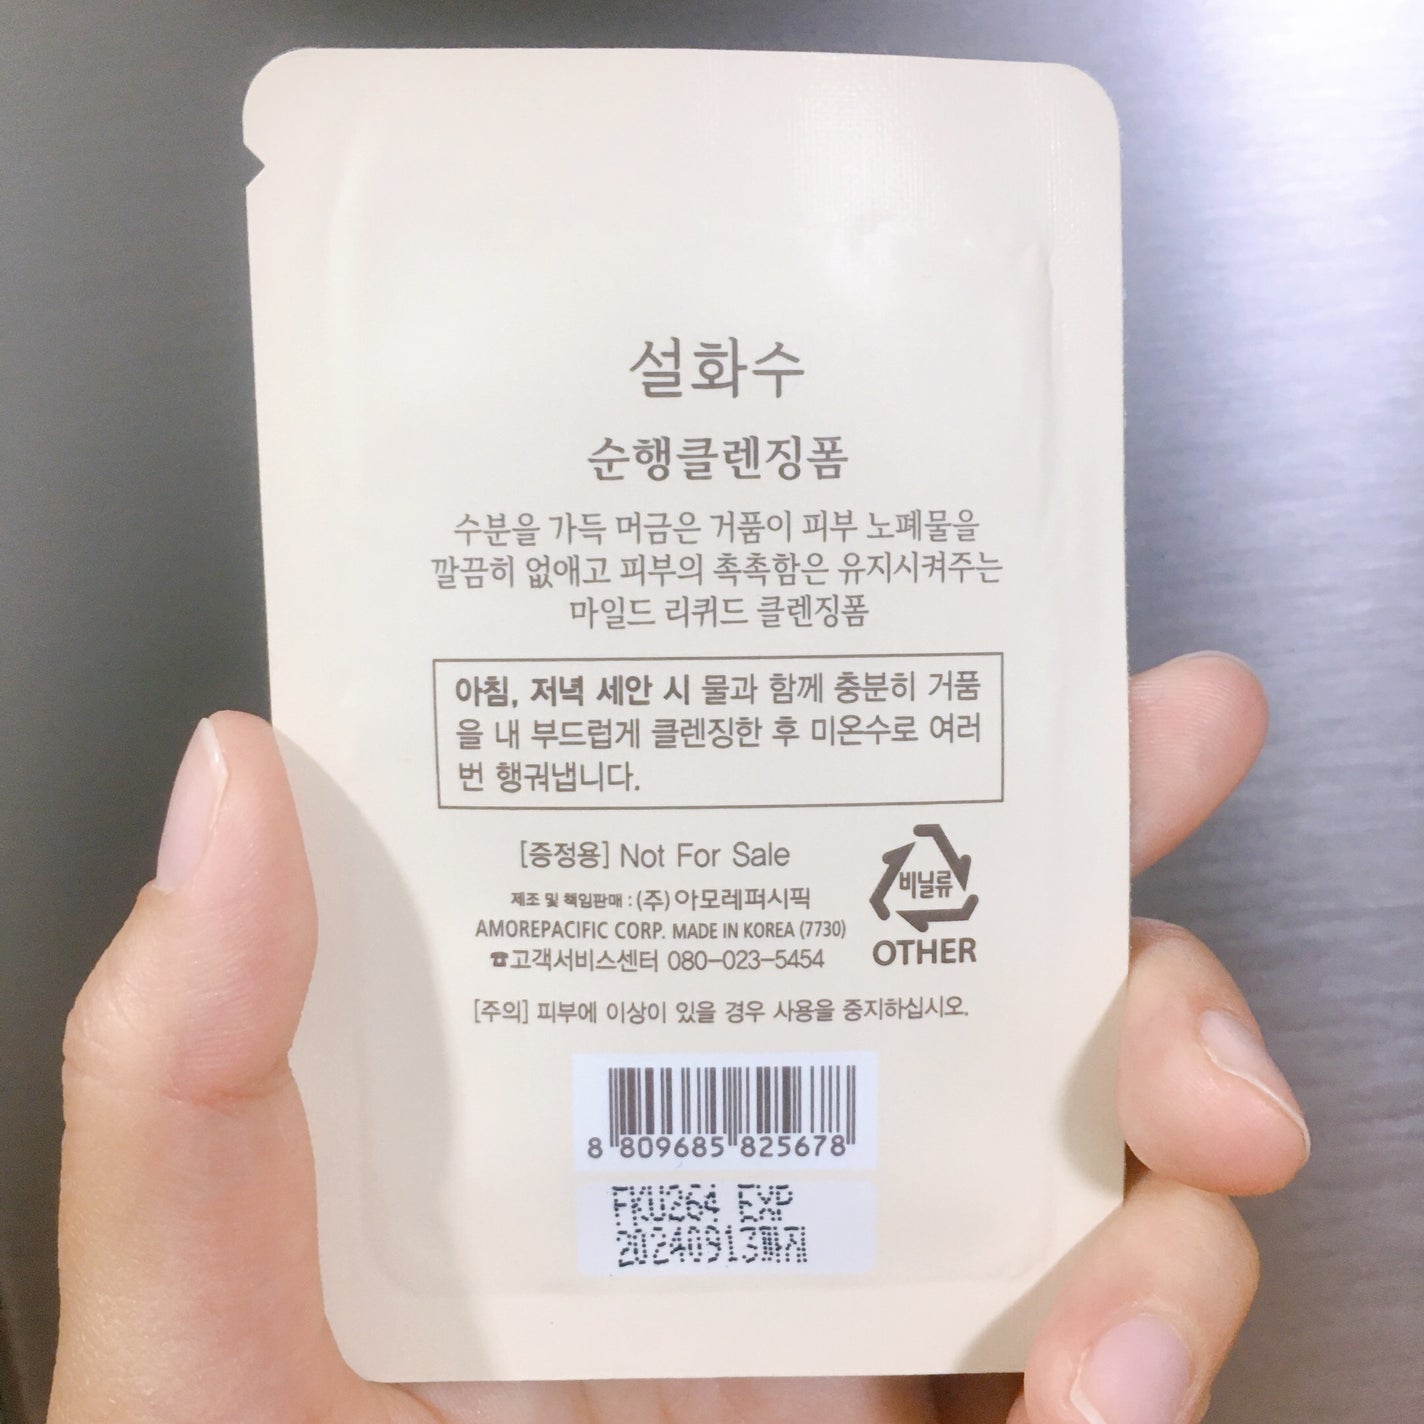 설화수
순행클렌징폼
수분을 가득 머금은 거품이 피부 노폐물을
깔끔히 없애고 피부의 촉촉함은 유지시켜주는
마일드 리퀴드 클렌징폼
아침, 저녁 세안 시 물과 함께 충분히 거품
을 내 부드럽게 클렌징한 후 미온수로 여러
번 헹궈냅니다.
[증정용] Not For Sale
제조 및 책임판매 : (주)아모레퍼시픽
AMOREPACIFIC CORP. MADE IN KOREA (7730)
☎고객서비스센터 080-023-5454
비닐류
OTHER
[주의] 피부에 이상이 있을 경우 사용을 중지하십시오.
8 809685 825678
FKU264 EXP
20240913까지